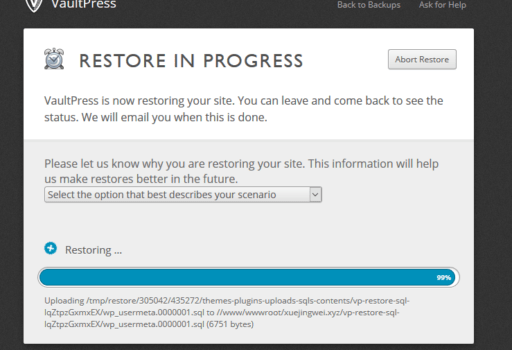 VaultPress
Back to Backups Ask for Help
RESTORE IN PROGRESS
Abort Restore
VaultPress is now restoring your site. You can leave and come back to see the
status. We will email you when this is done.
Please let us know why you are restoring your site. This information will help
us make restores better in the future.
Select the option that best describes your scenario
Restoring ...
99%
Uploading /tmp/restore/305042/435272/themes-plugins-uploads-sqls-contents/vp-restore-sql-
IqZtpzGxmxEX/wp_usermeta.0000001.sql to //www/wwwroot/xuejingwei.xyz/vp-restore-sql-
IqZtpzGxmxEX/wp_usermeta.0000001.sql (6751 bytes)